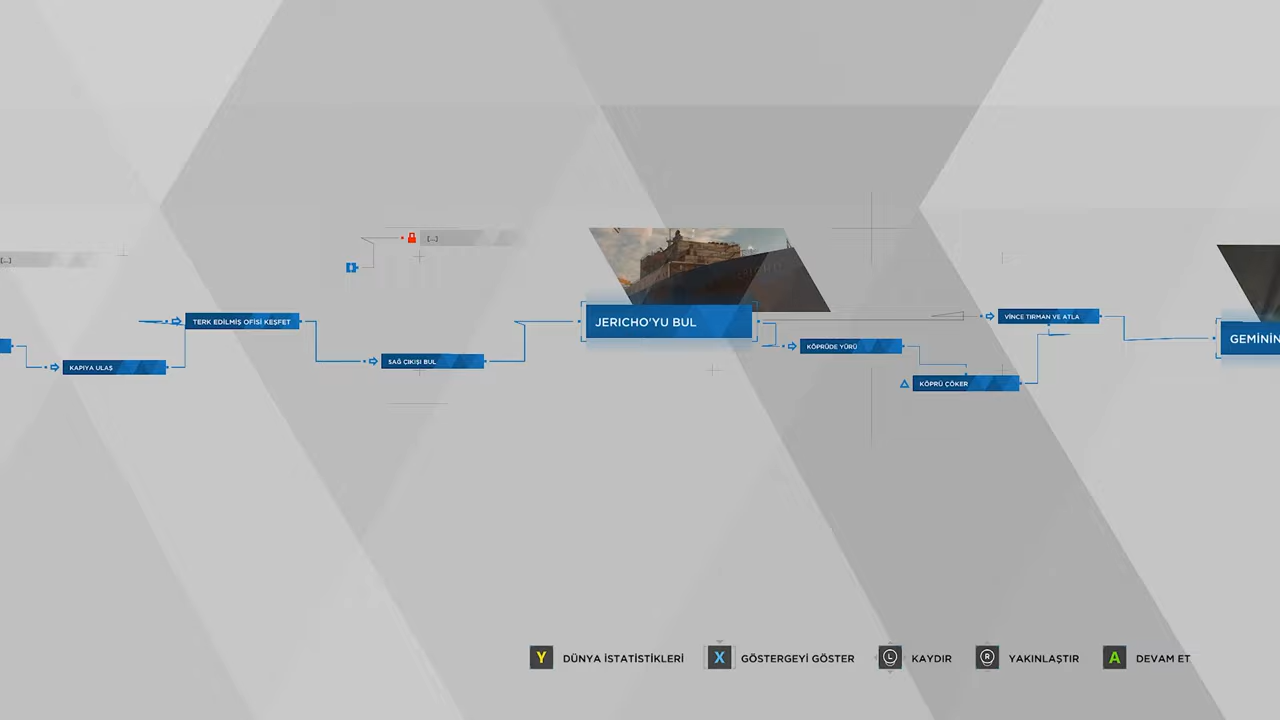 [...]
[...]
TERK EDİLMİŞ OFİSİ KEŞFET
KAPIYA ULAŞ
SAĞ ÇIKIŞI BUL
JERICHO'YU BUL
VİNCE TIRMAN VE ATLA
KÖPRÜDE YÜRÜ
KÖPRÜ ÇÖKER
GEMİNİN
Y DÜNYA İSTATİSTİKLERİ
X GÖSTERGEYİ GÖSTER
L KAYDIR
R YAKINLAŞTIR
A DEVAM ET